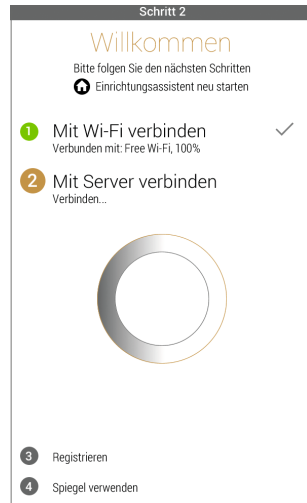 Schritt 2
Willkommen
Bitte folgen Sie den nächsten Schritten
Einrichtungsassistent neu starten
1 Mit Wi-Fi verbinden
Verbunden mit: Free Wi-Fi, 100%
2 Mit Server verbinden
Verbinden...
3 Registrieren
4 Spiegel verwenden